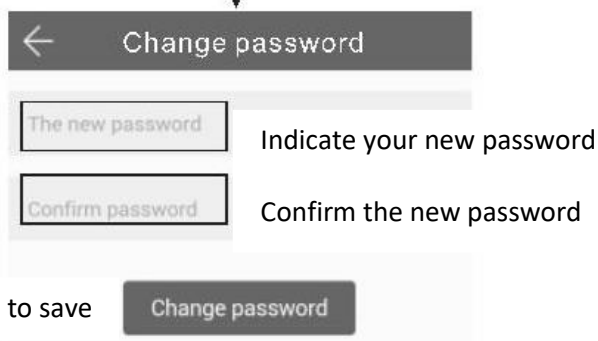 Change password
The new password
Indicate your new password
Confirm password
Confirm the new password
to save
Change password